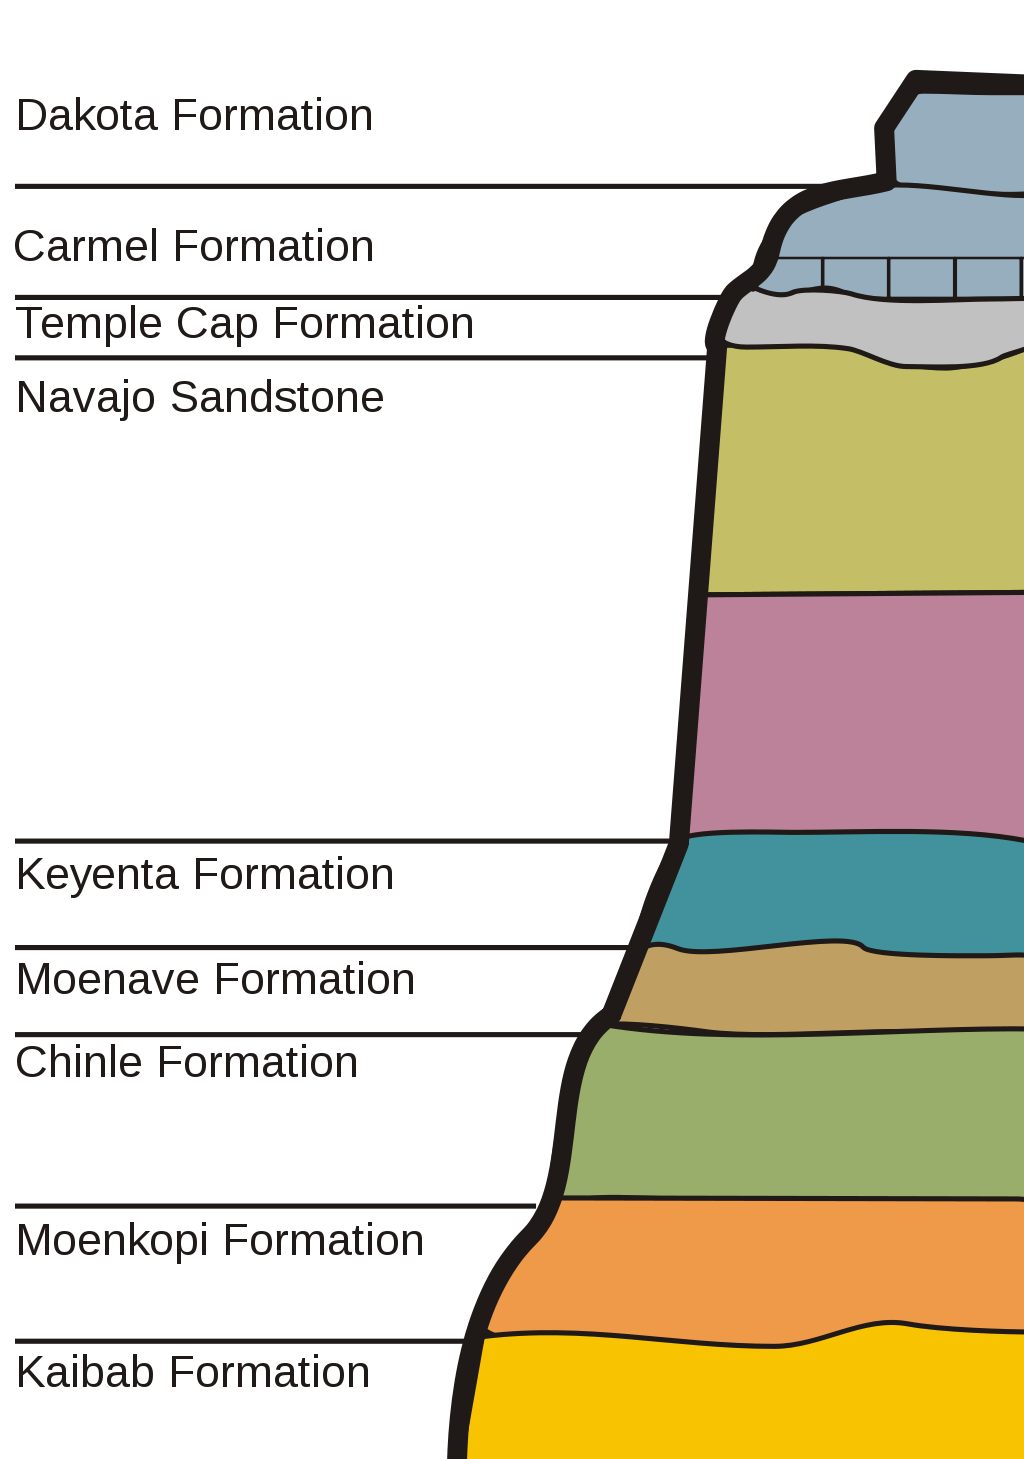 Dakota Formation
Carmel Formation
Temple Cap Formation
Navajo Sandstone
Keyenta Formation
Moenave Formation
Chinle Formation
Moenkopi Formation
Kaibab Formation